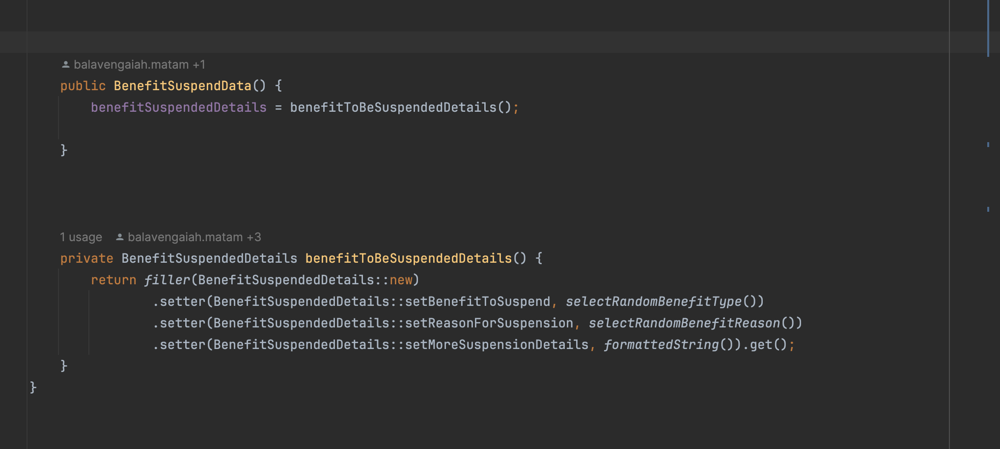 balavengaiah.matam +1
public BenefitSuspendData() {
benefitSuspendedDetails = benefitToBeSuspendedDetails();
}
1 usage balavengaiah.matam +3
private BenefitSuspendedDetails benefitToBeSuspendedDetails() {
return filler(BenefitSuspendedDetails::new)
.setter(BenefitSuspendedDetails::setBenefitToSuspend, selectRandomBenefitType())
.setter(BenefitSuspendedDetails::setReasonForSuspension, selectRandomBenefitReason())
.setter(BenefitSuspendedDetails::setMoreSuspensionDetails, formattedString()).get();
}
}